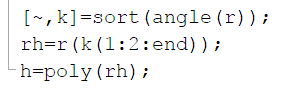 [~,k]=sort(angle(r));
rh=r(k(1:2:end));
h=poly(rh);